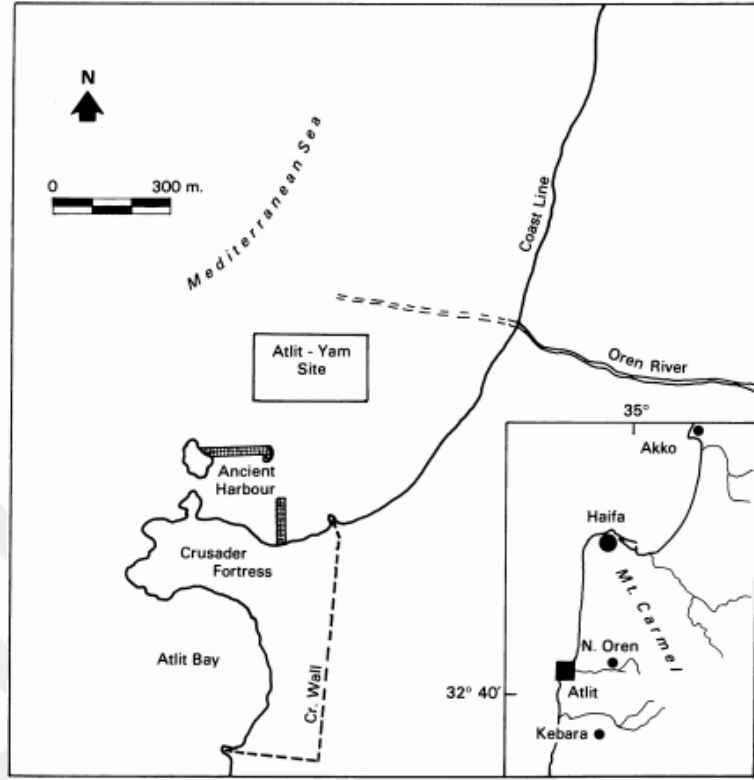 N
0 300 m.
Mediterranean Sea
Coast Line
Atlit - Yam
Site
Oren River
Ancient
Harbour
Crusader
Fortress
Atlit Bay
Cr. Wall
35°
Akko
Haifa
Mt. Carmel
N. Oren
32° 40'
Atlit
Kebara